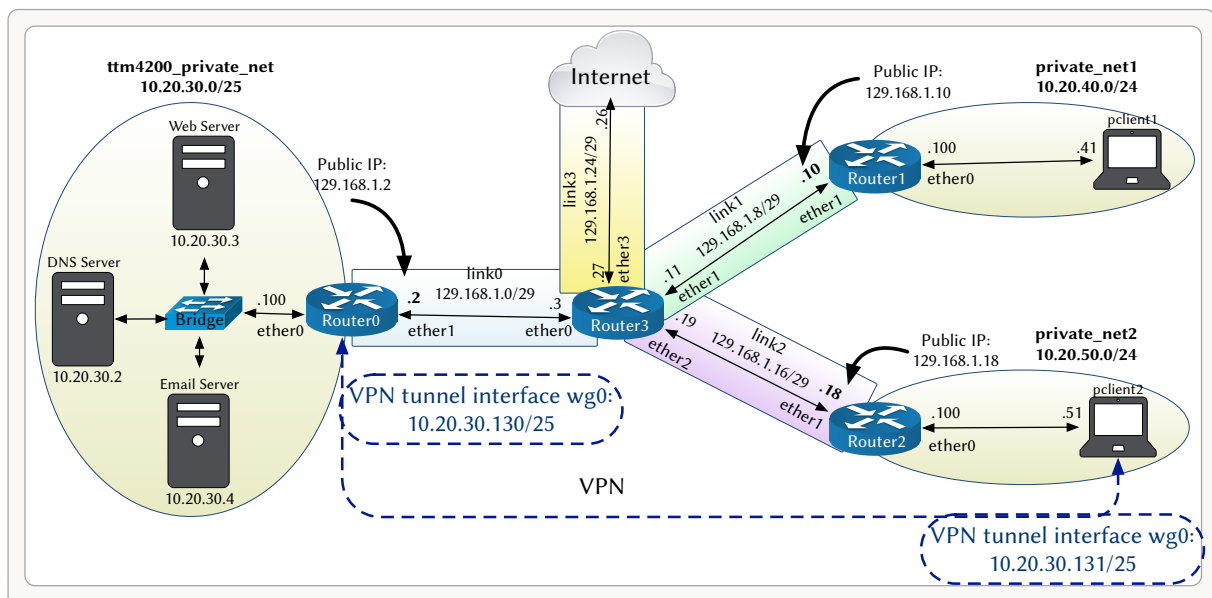 ttm4200_private_net
10.20.30.0/25
Web Server
10.20.30.3
DNS Server
10.20.30.2
Bridge
Email Server
10.20.30.4
.100
ether0
Router0
Public IP:
129.168.1.2
link0
129.168.1.0/29
.2
.3
ether1
ether0
Router3
Internet
link3
129.168.1.24/29
.26
.27
ether3
link1
129.168.1.8/29
.10
.11
ether1
ether1
Public IP:
129.168.1.10
Router1
private_net1
10.20.40.0/24
pclient1
.100
.41
ether0
link2
129.168.1.16/29
.19
.18
ether2
ether1
Public IP:
129.168.1.18
Router2
private_net2
10.20.50.0/24
pclient2
.100
.51
ether0
VPN tunnel interface wg0:
10.20.30.130/25
VPN
VPN tunnel interface wg0:
10.20.30.131/25